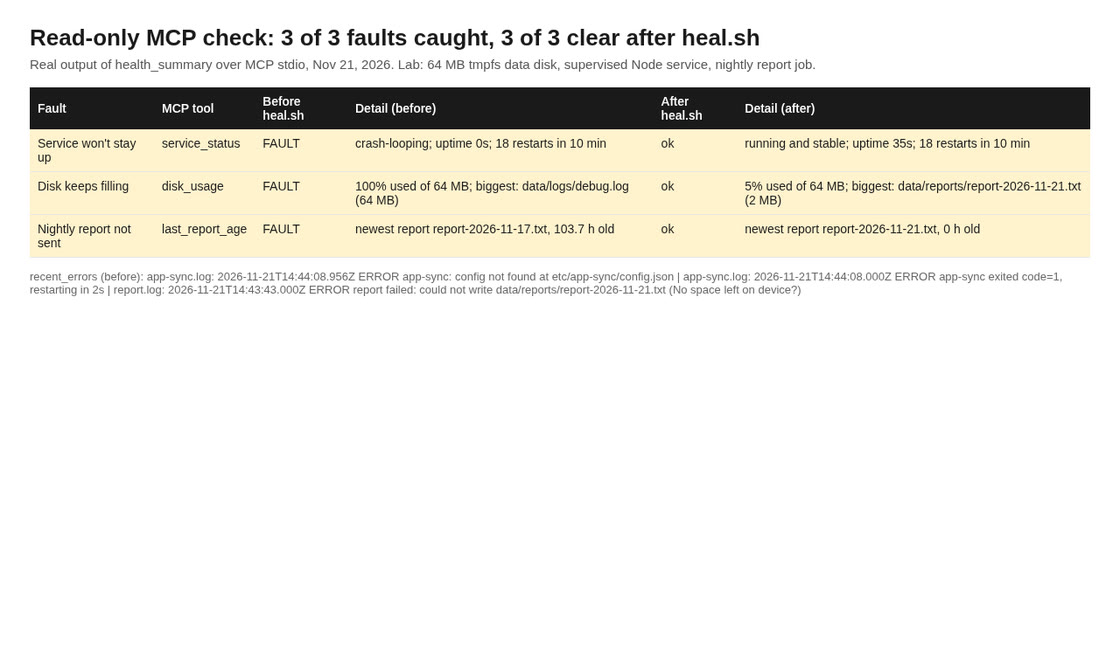 Read-only MCP check: 3 of 3 faults caught, 3 of 3 clear after heal.sh
Real output of health_summary over MCP stdio, Nov 21, 2026. Lab: 64 MB tmpfs data disk, supervised Node service, nightly report job.
Fault MCP tool Before heal.sh Detail (before) After heal.sh Detail (after)
Service won't stay up service_status FAULT crash-looping; uptime 0s; 18 restarts in 10 min ok running and stable; uptime 35s; 18 restarts in 10 min
Disk keeps filling disk_usage FAULT 100% used of 64 MB; biggest: data/logs/debug.log (64 MB) ok 5% used of 64 MB; biggest: data/reports/report-2026-11-21.txt (2 MB)
Nightly report not sent last_report_age FAULT newest report report-2026-11-17.txt, 103.7 h old ok newest report report-2026-11-21.txt, 0 h old
recent_errors (before): app-sync.log: 2026-11-21T14:44:08.956Z ERROR app-sync: config not found at etc/app-sync/config.json | app-sync.log: 2026-11-21T14:44:08.000Z ERROR app-sync exited code=1,
restarting in 2s | report.log: 2026-11-21T14:43:43.000Z ERROR report failed: could not write data/reports/report-2026-11-21.txt (No space left on device?)